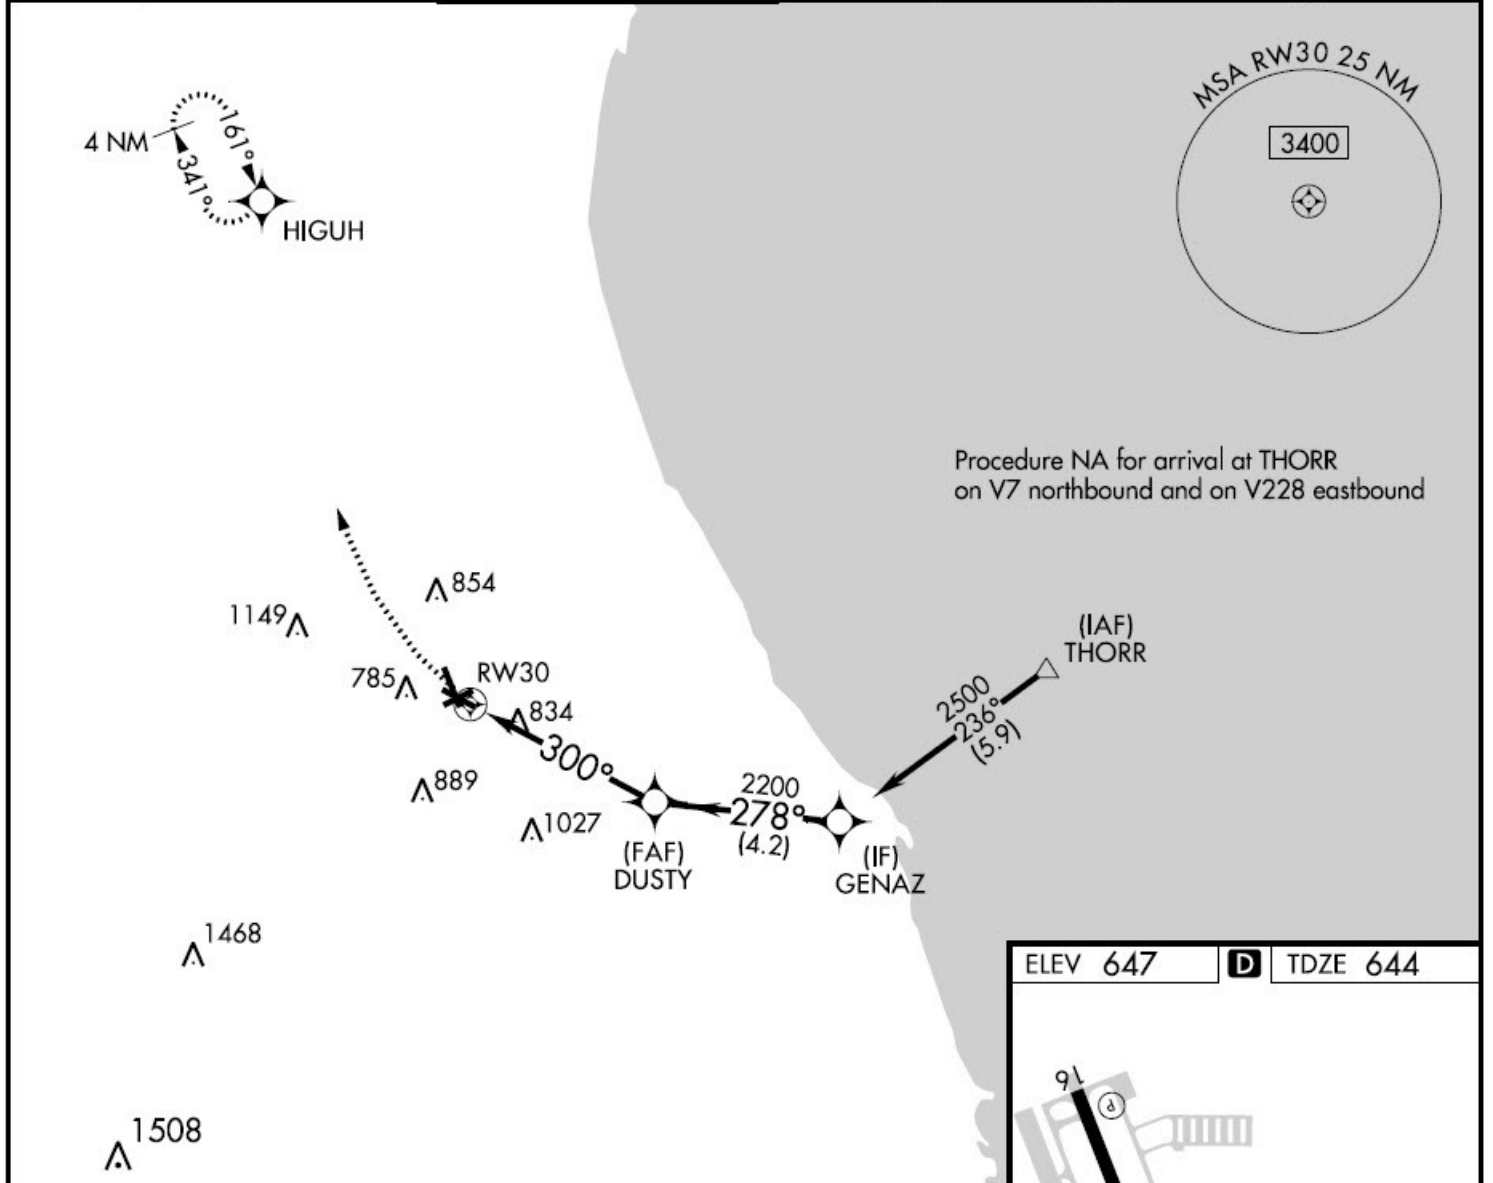 MSA RW30 25 NM
3400
4 NM
161°
341°
HIGUH
Procedure NA for arrival at THORR
on V7 northbound and on V228 eastbound
854
1149
(IAF)
THORR
785
RW30
834
2500
236°
(5.9)
300°
889
2200
278°
(4.2)
1027
(FAF)
DUSTY
(IF)
GENAZ
1468
ELEV 647
D
TDZE 644
16
P
1508